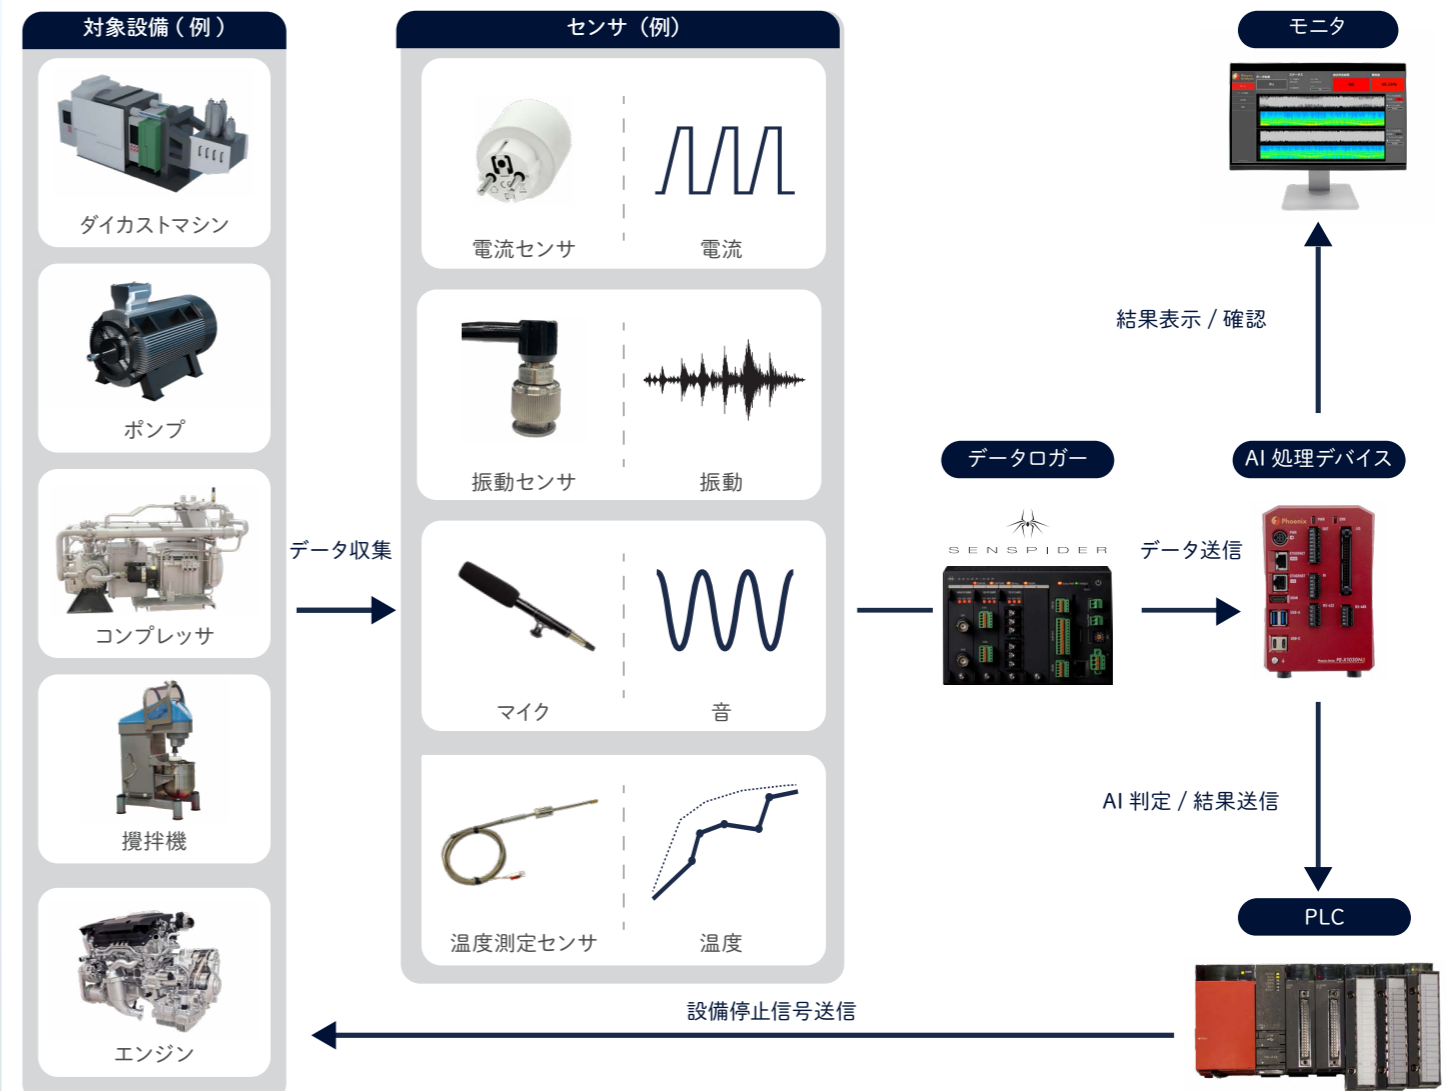 対象設備 ( 例 )
ダイカストマシン
ポンプ
コンプレッサ
攪拌機
エンジン
データ収集
センサ（例）
電流センサ
電流
振動センサ
振動
マイク
音
温度測定センサ
温度
データロガー
SENSPIDER
データ送信
AI 処理デバイス
Phoenix
モニタ
結果表示 / 確認
AI 判定 / 結果送信
PLC
設備停止信号送信